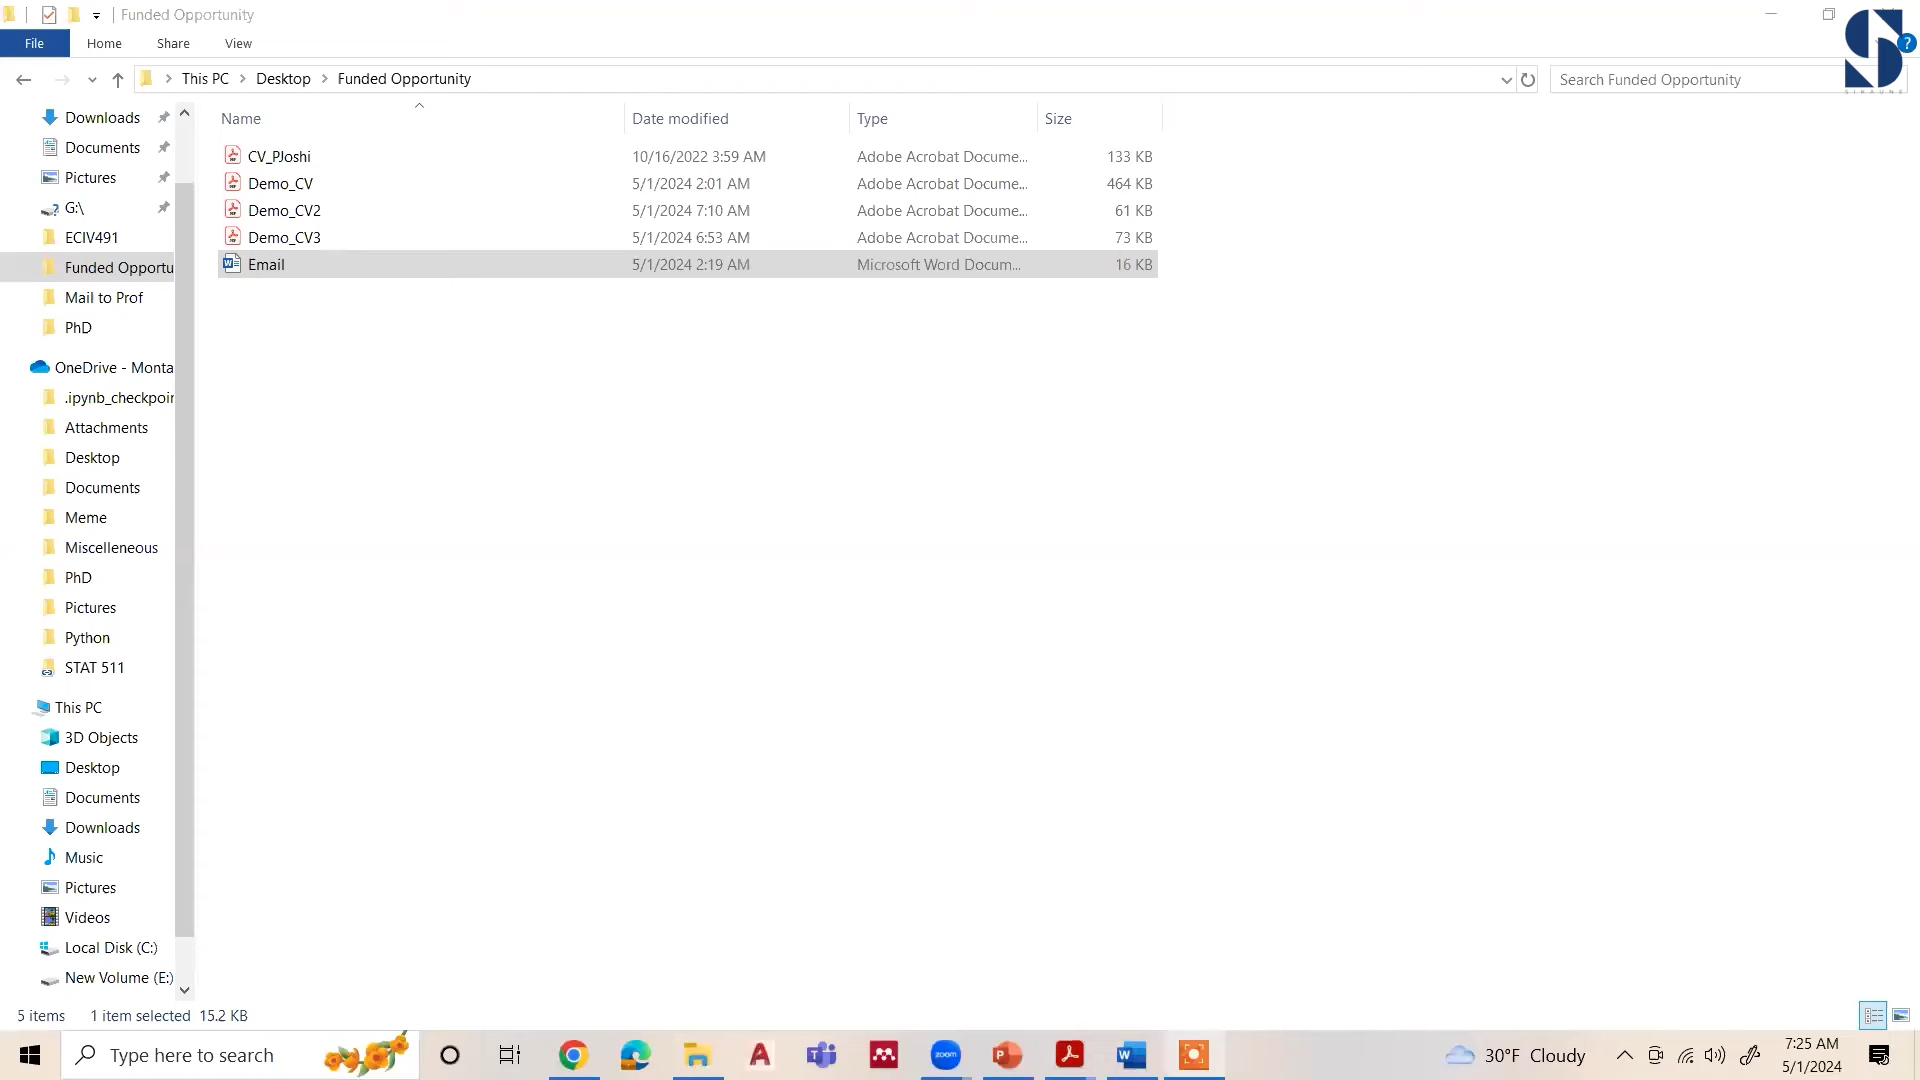 Funded Opportunity
File Home Share View
This PC Desktop Funded Opportunity
Search Funded Opportunity
Name Date modified Type Size
CV_PJoshi 10/16/2022 3:59 AM Adobe Acrobat Docume... 133 KB
Demo_CV 5/1/2024 2:01 AM Adobe Acrobat Docume... 464 KB
Demo_CV2 5/1/2024 7:10 AM Adobe Acrobat Docume... 61 KB
Demo_CV3 5/1/2024 6:53 AM Adobe Acrobat Docume... 73 KB
Email 5/1/2024 2:19 AM Microsoft Word Docum... 16 KB
Downloads
Documents
Pictures
G:\
ECIV491
Funded Opportu
Mail to Prof
PhD
OneDrive - Monta
.ipynb_checkpoin
Attachments
Desktop
Documents
Meme
Miscelleneous
PhD
Pictures
Python
STAT 511
This PC
3D Objects
Desktop
Documents
Downloads
Music
Pictures
Videos
Local Disk (C:)
New Volume (E:)
5 items 1 item selected 15.2 KB
Type here to search
zoom
30°F Cloudy
7:25 AM
5/1/2024